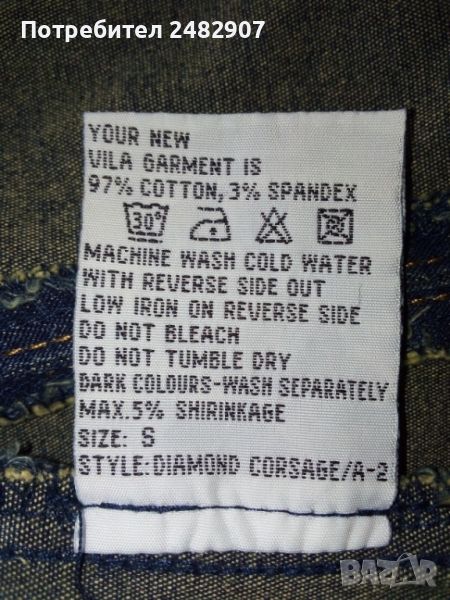 Потребител 2482907
YOUR NEW
VILA GARMENT IS
97% COTTON, 3% SPANDEX
30°
MACHINE WASH COLD WATER
WITH REVERSE SIDE OUT
LOW IRON ON REVERSE SIDE
DO NOT BLEACH
DO NOT TUMBLE DRY
DARK COLOURS-WASH SEPARATELY
MAX.5% SHIRINKAGE
SIZE: S
STYLE:DIAMOND CORSAGE/A-2
BAZAR